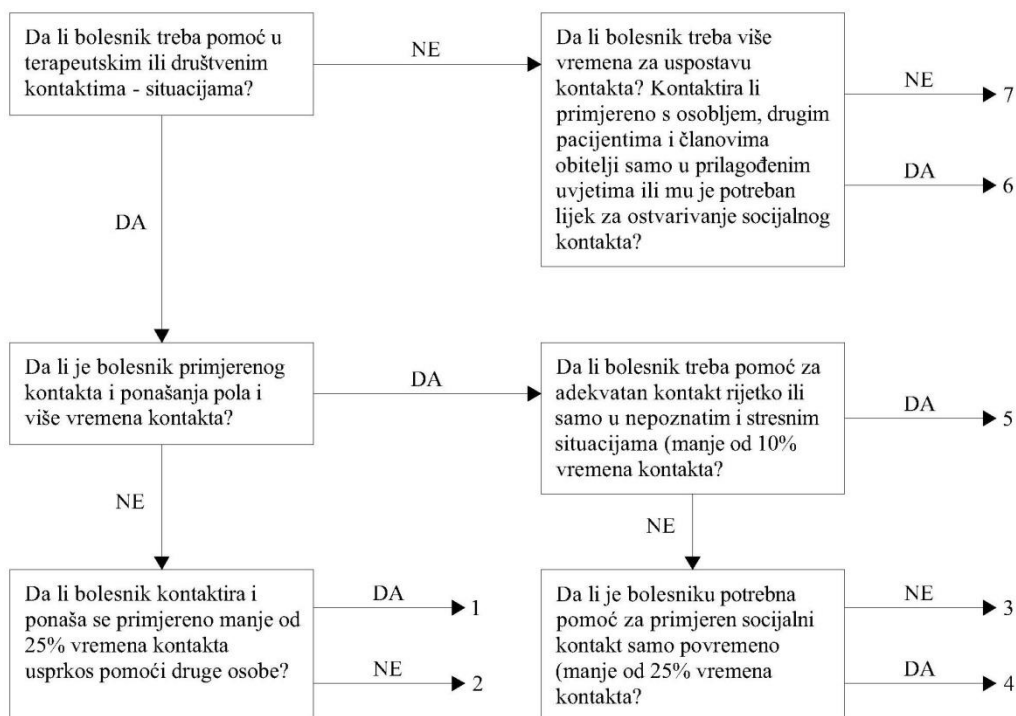 Da li bolesnik treba pomoć u
terapeutskim ili društvenim
kontaktima - situacijama?
NE
Da li bolesnik treba više
vremena za uspostavu
kontakta? Kontaktira li
primjereno s osobljem, drugim
pacijentima i članovima
obitelji samo u prilagođenim
uvjetima ili mu je potreban
lijek za ostvarivanje socijalnog
kontakta?
NE
7
DA
6
DA
Da li je bolesnik primjerenog
kontakta i ponašanja pola i
više vremena kontakta?
DA
Da li bolesnik treba pomoć za
adekvatan kontakt rijetko ili
samo u nepoznatim i stresnim
situacijama (manje od 10%
vremena kontakta?
DA
5
NE
NE
Da li bolesnik kontaktira i
ponaša se primjereno manje od
25% vremena kontakta
usprkos pomoći druge osobe?
DA
1
NE
2
Da li je bolesniku potrebna
pomoć za primjeren socijalni
kontakt samo povremeno
(manje od 25% vremena
kontakta?
NE
3
DA
4